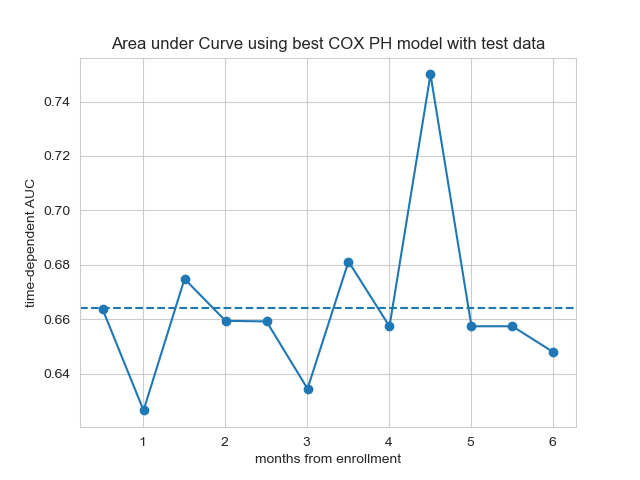 Area under Curve using best COX PH model with test data
time-dependent AUC
0.74
0.72
0.70
0.68
0.66
0.64
1 2 3 4 5 6
months from enrollment